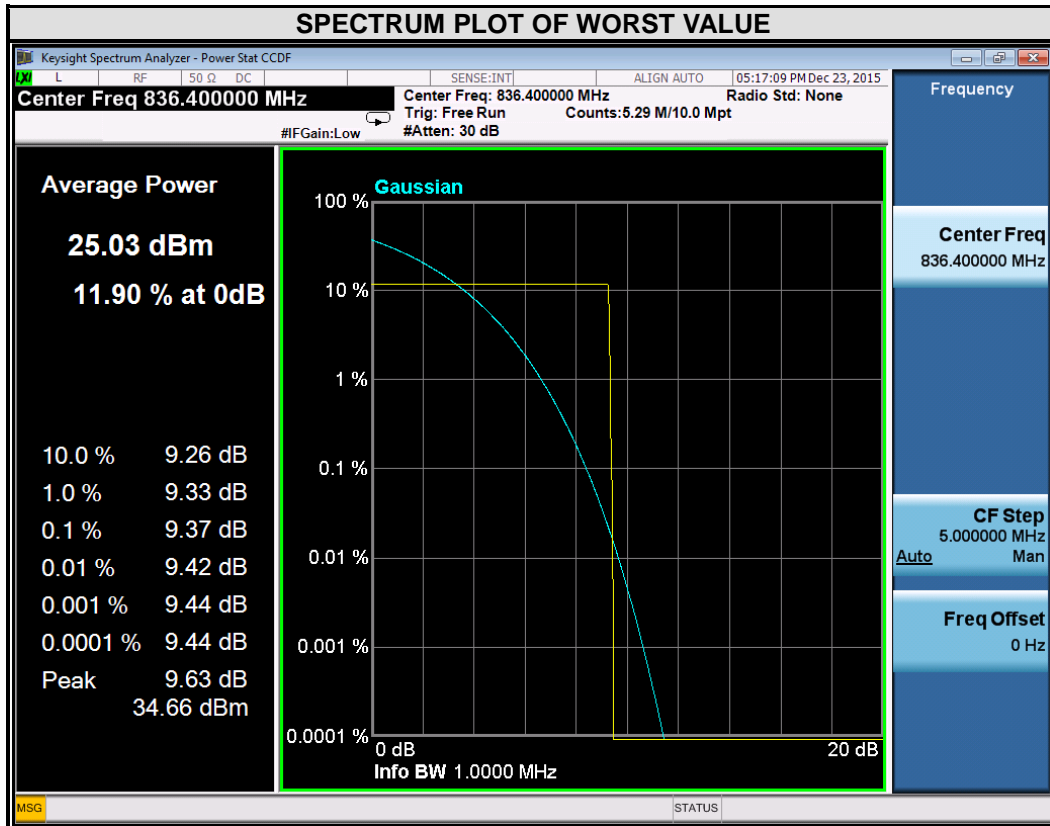 SPECTRUM PLOT OF WORST VALUE
Keysight Spectrum Analyzer - Power Stat CCDF
LXI L RF 50 Ω DC SENSE:INT ALIGN AUTO 05:17:09 PM Dec 23, 2015
Center Freq 836.400000 MHz
Center Freq: 836.400000 MHz Radio Std: None
Trig: Free Run Counts:5.29 M/10.0 Mpt
#IFGain:Low #Atten: 30 dB
Average Power
25.03 dBm
11.90 % at 0dB
10.0 % 9.26 dB
1.0 % 9.33 dB
0.1 % 9.37 dB
0.01 % 9.42 dB
0.001 % 9.44 dB
0.0001 % 9.44 dB
Peak 9.63 dB
34.66 dBm
Gaussian
100 %
10 %
1 %
0.1 %
0.01 %
0.001 %
0.0001 %
0 dB 20 dB
Info BW 1.0000 MHz
Frequency
Center Freq
836.400000 MHz
CF Step
5.000000 MHz
Auto Man
Freq Offset
0 Hz
MSG STATUS